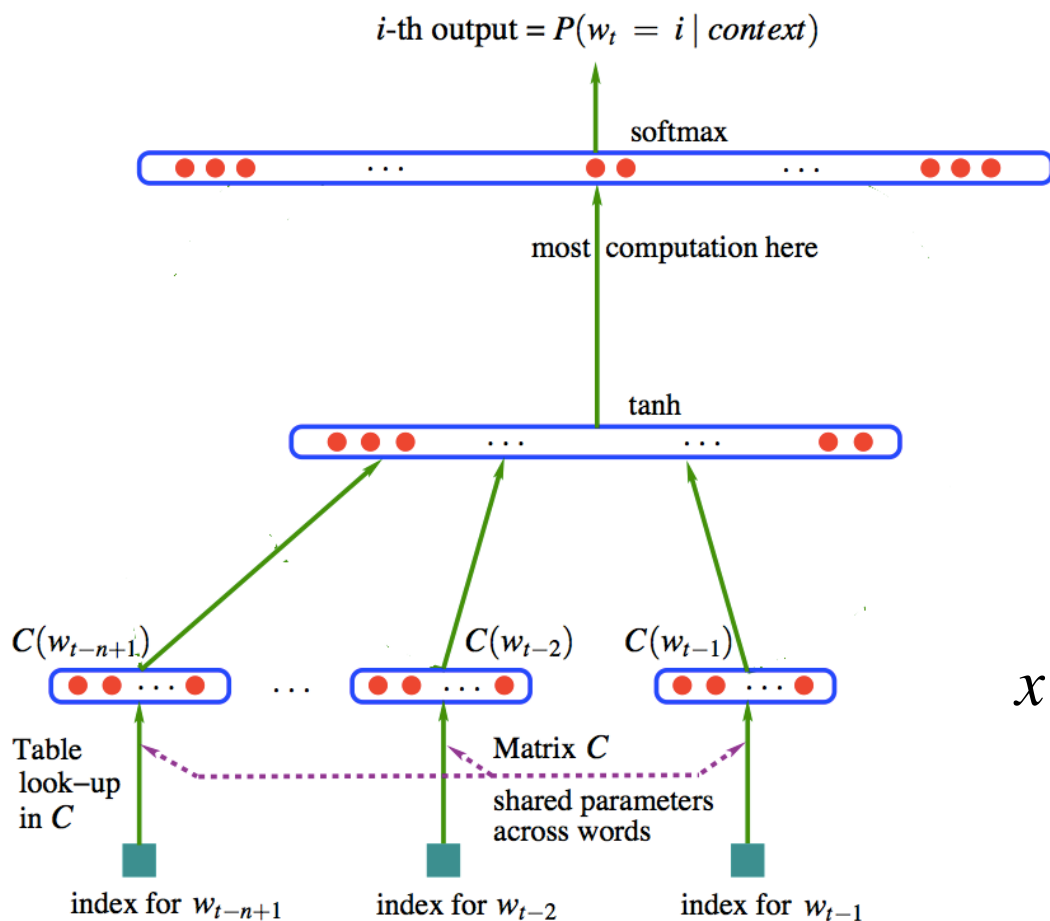 i-th output = P(w_t = i | context)
softmax
... ...
most computation here
tanh
... ...
C(w_{t−n+1}) C(w_{t−2}) C(w_{t−1})
... ... ... ... x
Table
look−up
in C
Matrix C
shared parameters
across words
index for w_{t−n+1} index for w_{t−2} index for w_{t−1}